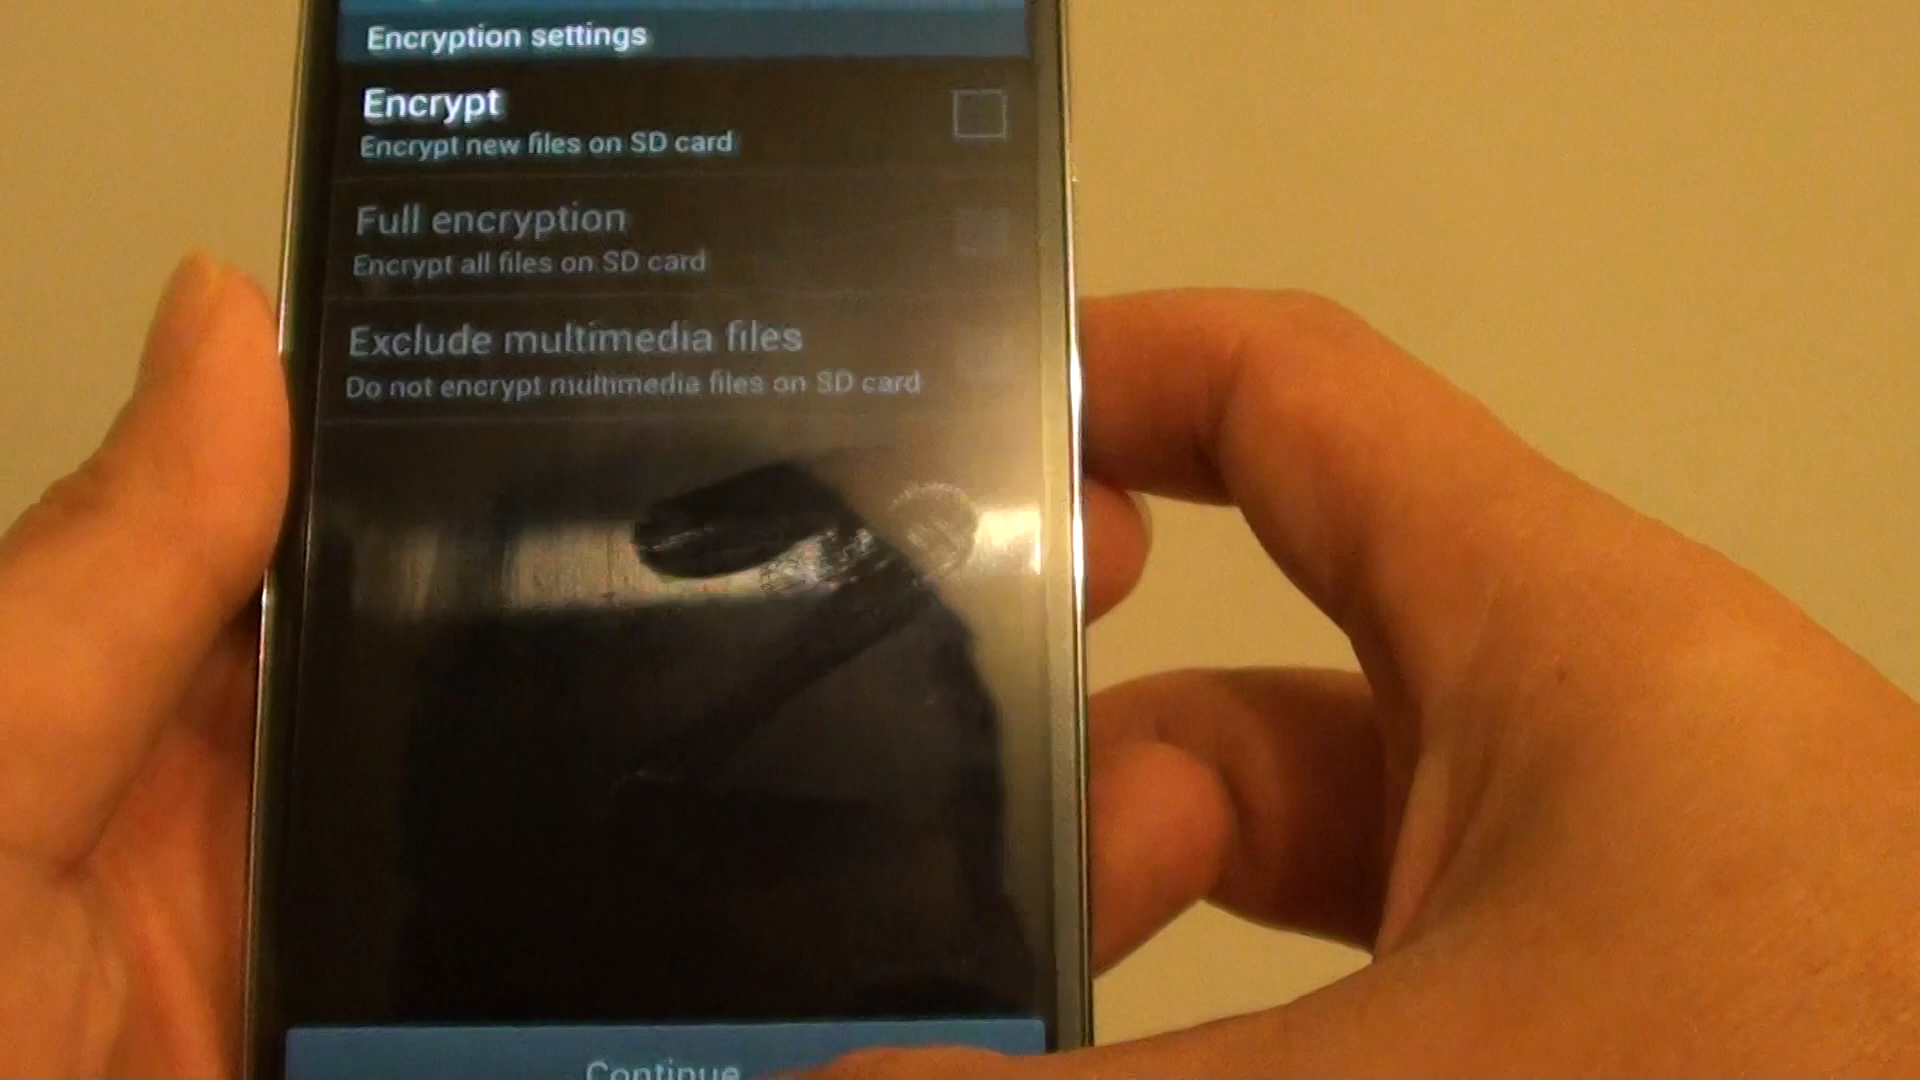 Encryption settings
Encrypt
Encrypt new files on SD card
Full encryption
Encrypt all files on SD card
Exclude multimedia files
Do not encrypt multimedia files on SD card
Continue